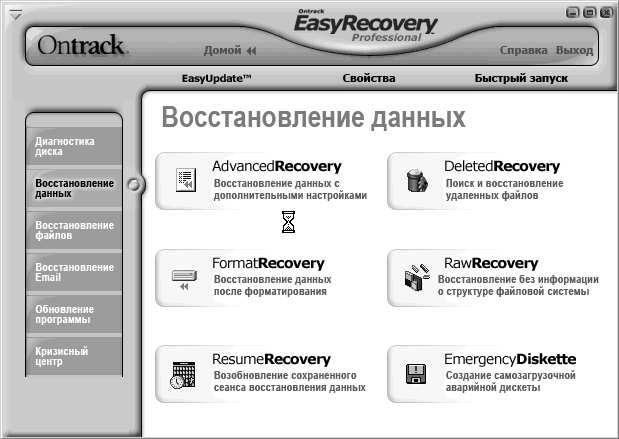 Ontrack
EasyRecovery
Professional
Ontrack
Домой
Справка Выход
EasyUpdate™ Свойства Быстрый запуск
Диагностика
диска
Восстановление
данных
Восстановление
файлов
Восстановление
Email
Обновление
программы
Кризисный
центр
Восстановление данных
AdvancedRecovery
Восстановление данных с
дополнительными настройками
DeletedRecovery
Поиск и восстановление
удаленных файлов
FormatRecovery
Восстановление данных
после форматирования
RawRecovery
Восстановление без информации
о структуре файловой системы
ResumeRecovery
Возобновление сохраненного
сеанса восстановления данных
EmergencyDiskette
Создание самозагрузочной
аварийной дискеты